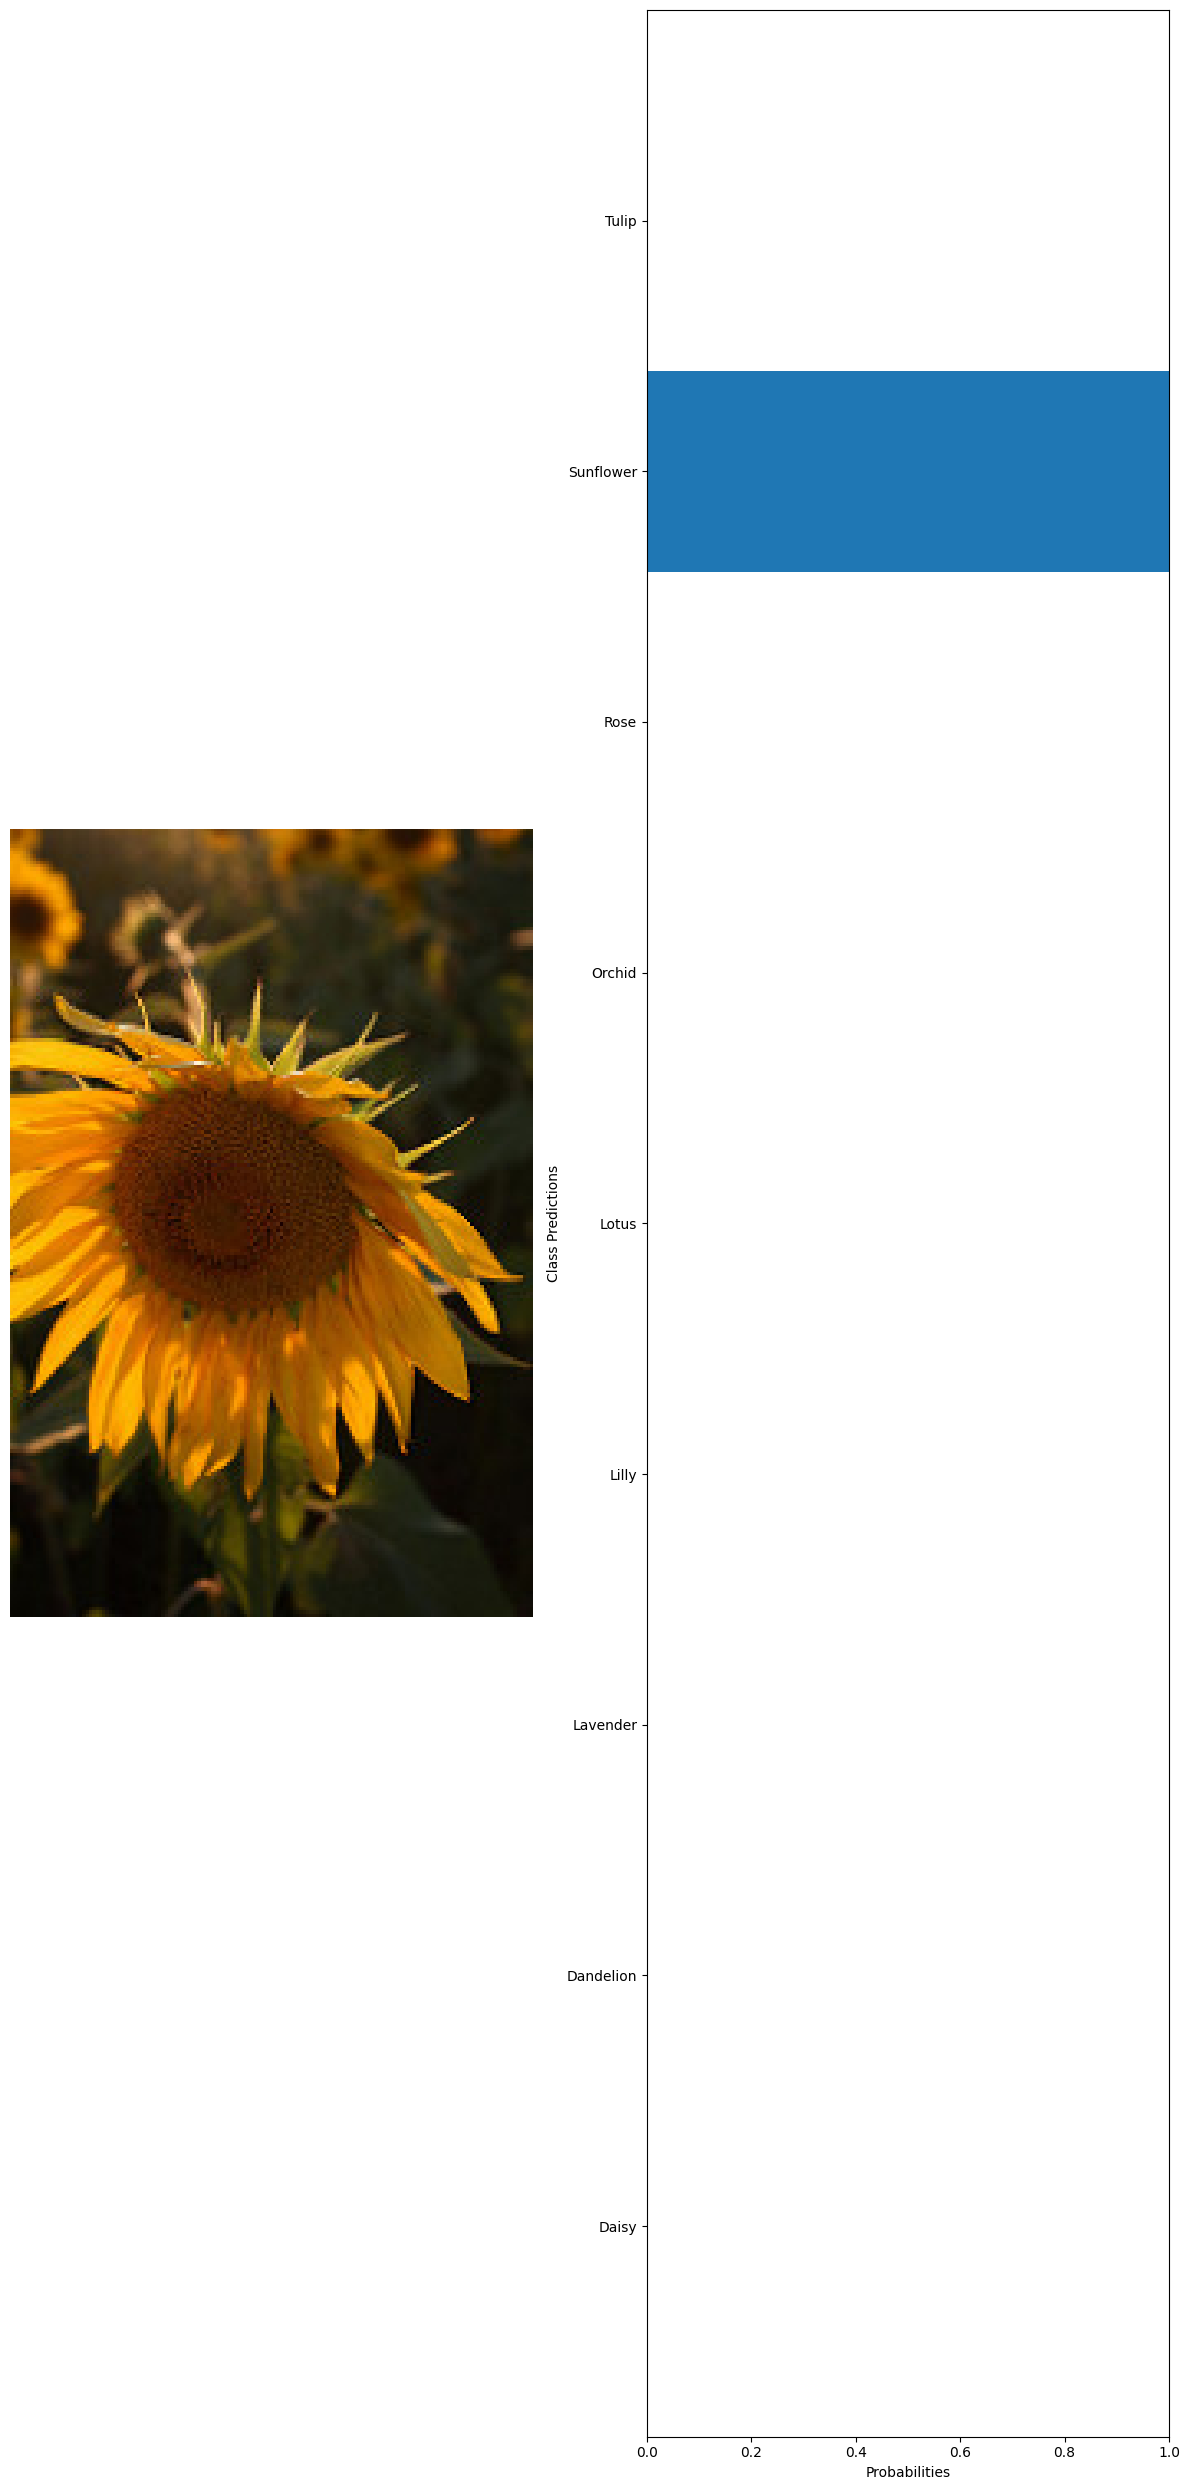 Tulip
Sunflower
Rose
Orchid
Lotus
Lilly
Lavender
Dandelion
Daisy
Class Predictions
0.0 0.2 0.4 0.6 0.8 1.0
Probabilities